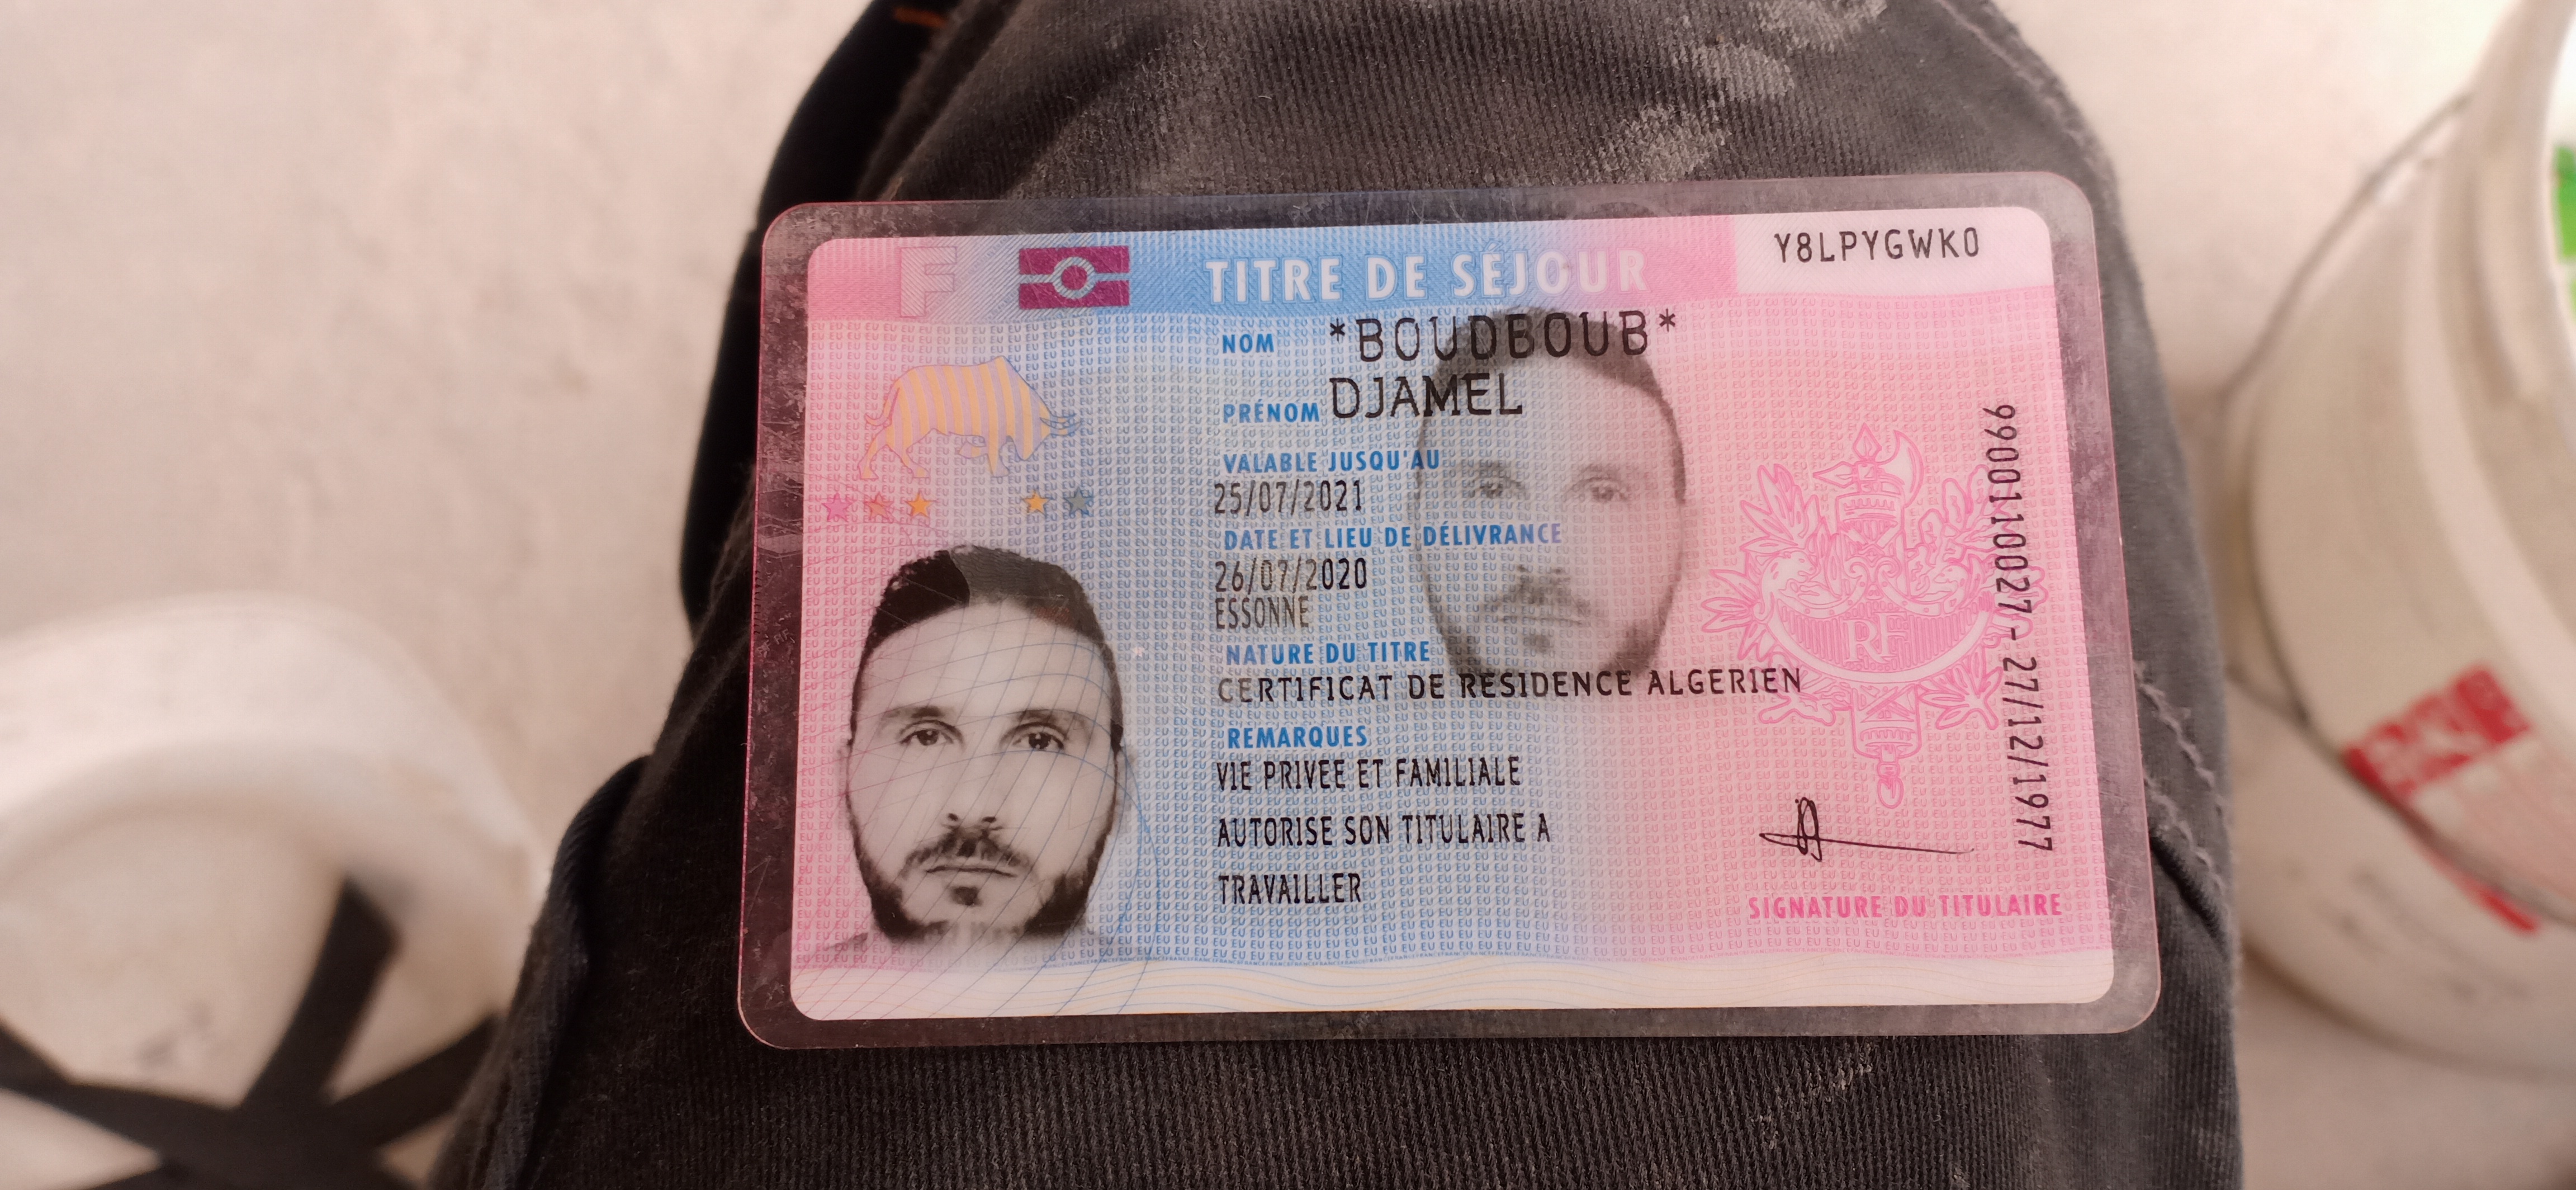 F
TITRE DE SÉJOUR
Y8LPYGWK0
NOM *BOUDBOUB*
PRÉNOM DJAMEL
VALABLE JUSQU'AU
25/07/2021
DATE ET LIEU DE DÉLIVRANCE
26/07/2020
ESSONNE
NATURE DU TITRE
CERTIFICAT DE RESIDENCE ALGERIEN
REMARQUES
VIE PRIVEE ET FAMILIALE
AUTORISE SON TITULAIRE A
TRAVAILLER
RF
9900110027- 27/12/1977
SIGNATURE DU TITULAIRE